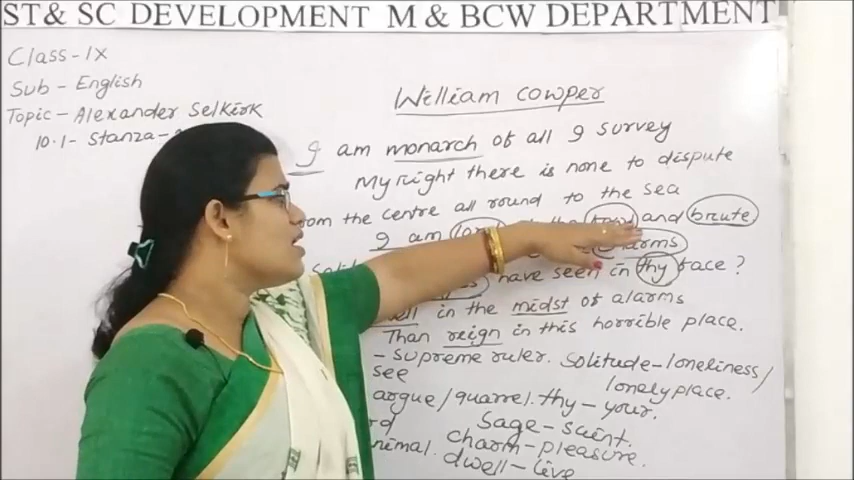 ST& SC DEVELOPMENT M & BCW DEPARTMENT
Class-IX
Sub - English
Topic - Alexander Selkirk
10.1- Stanza-
William Cowper
I am monarch of all I survey
My right there is none to dispute
From the centre all round to the sea
I am and brute.
charms
have seen in thy face?
in the midst of alarms
Than reign in this horrible place.
- supreme ruler. Solitude-loneliness/
see lonely place.
argue/quarrel. thy - your.
Sage-saint.
charm-pleasure.
dwell-live